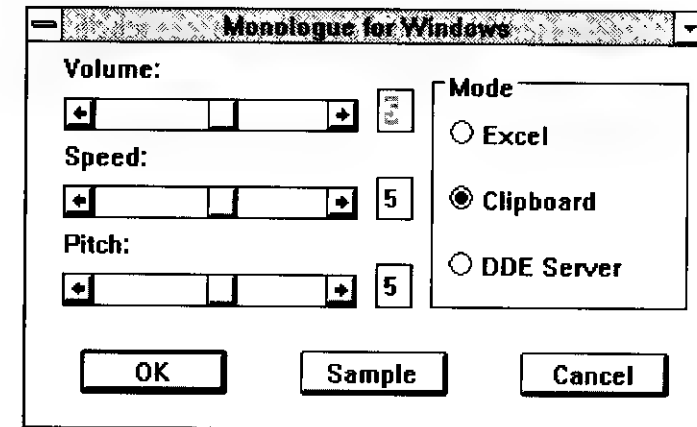 Monologue for Windows
Volume:
Speed:
5
Pitch:
5
Mode
Excel
Clipboard
DDE Server
OK
Sample
Cancel